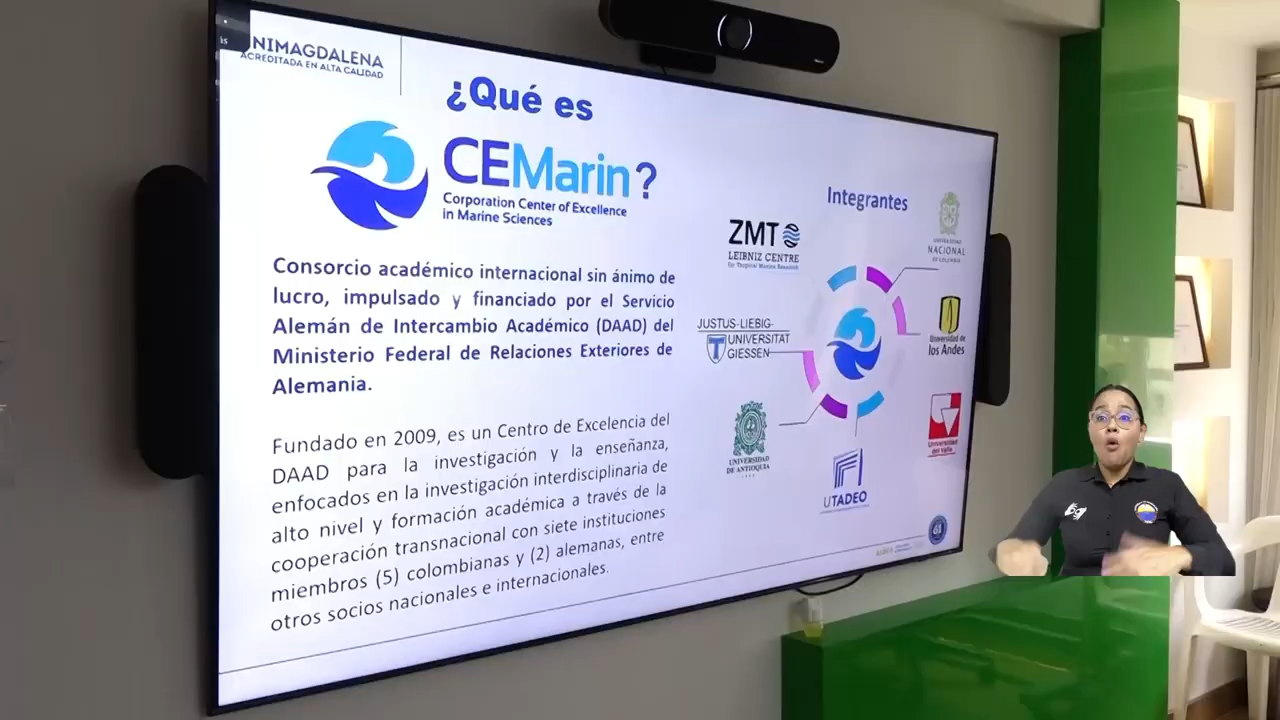 NIMAGDALENA
ACREDITADA EN ALTA CALIDAD
¿Qué es
CEMarin?
Corporation Center of Excellence
in Marine Sciences
Consorcio académico internacional sin ánimo de
lucro, impulsado y financiado por el Servicio
Alemán de Intercambio Académico (DAAD) del
Ministerio Federal de Relaciones Exteriores de
Alemania.
Fundado en 2009, es un Centro de Excelencia del
DAAD para la investigación y la enseñanza,
enfocados en la investigación interdisciplinaria de
alto nivel y formación académica a través de la
cooperación transnacional con siete instituciones
miembros (5) colombianas y (2) alemanas, entre
otros socios nacionales e internacionales.
Integrantes
ZMT
LEIBNIZ CENTRE
for Tropical Marine Research
UNIVERSIDAD
NACIONAL
DE COLOMBIA
JUSTUS-LIEBIG-
UNIVERSITAT
GIESSEN
Universidad de
los Andes
UNIVERSIDAD
DE ANTIOQUIA
Universidad
del Valle
UTADEO